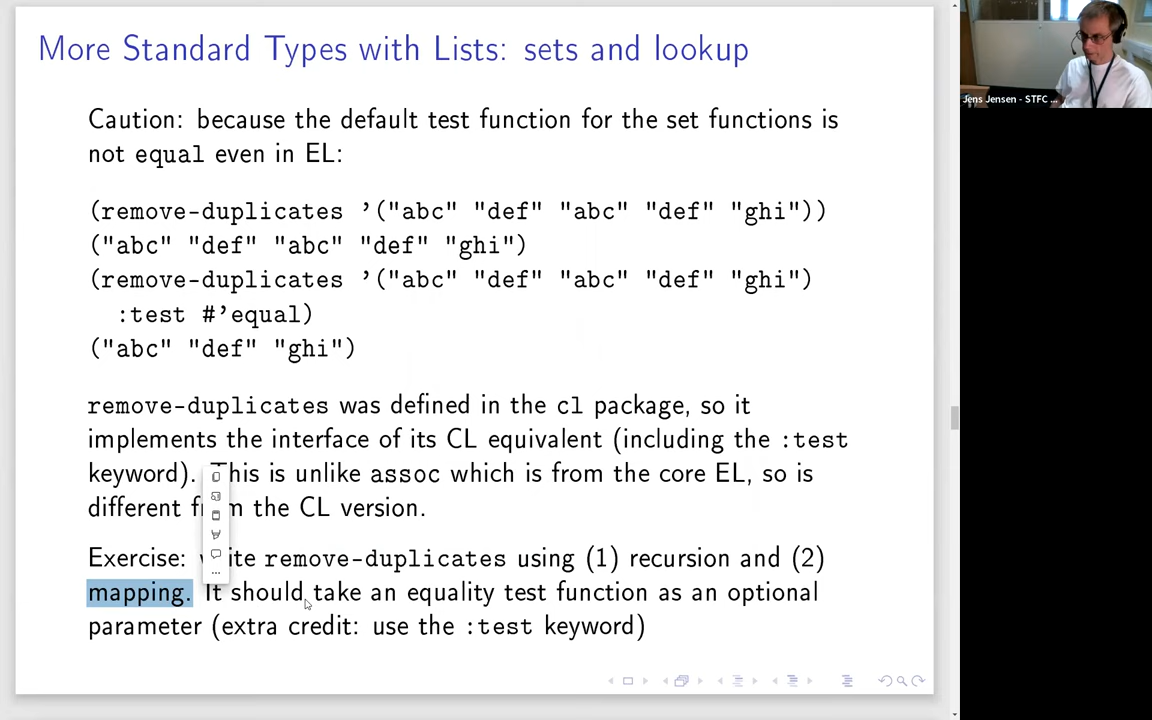 More Standard Types with Lists: sets and lookup
Jens Jensen - STFC ...
Caution: because the default test function for the set functions is
not equal even in EL:
(remove-duplicates ’("abc" "def" "abc" "def" "ghi"))
("abc" "def" "abc" "def" "ghi")
(remove-duplicates ’("abc" "def" "abc" "def" "ghi")
:test #’equal)
("abc" "def" "ghi")
remove-duplicates was defined in the cl package, so it
implements the interface of its CL equivalent (including the :test
keyword). This is unlike assoc which is from the core EL, so is
different from the CL version.
Exercise: write remove-duplicates using (1) recursion and (2)
mapping. It should take an equality test function as an optional
parameter (extra credit: use the :test keyword)